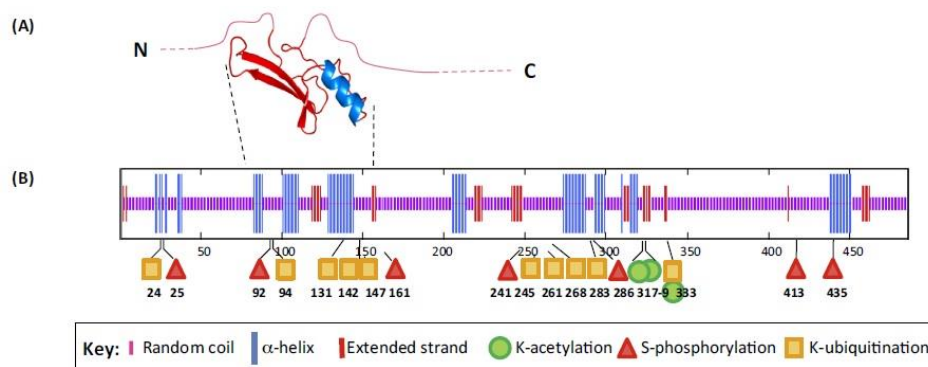 (A)
N
C
(B)
50 100 150 200 250 300 350 400 450
24 25 92 94 131 142 147 161 241 245 261 268 283 286 317-9 333 413 435
Key: Random coil α-helix Extended strand K-acetylation S-phosphorylation K-ubiquitination